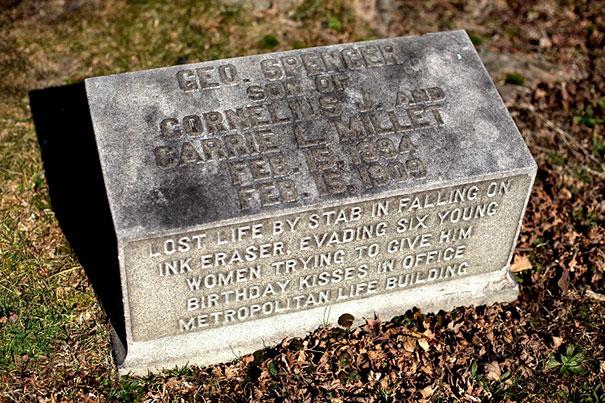 GEO. SPENCER
SON OF
CORNELIUS J. AND
CARRIE L. MILLET
FEB. 15, 1894
FEB. 15, 1909
LOST LIFE BY STAB IN FALLING ON
INK ERASER, EVADING SIX YOUNG
WOMEN TRYING TO GIVE HIM
BIRTHDAY KISSES IN OFFICE
METROPOLITAN LIFE BUILDING